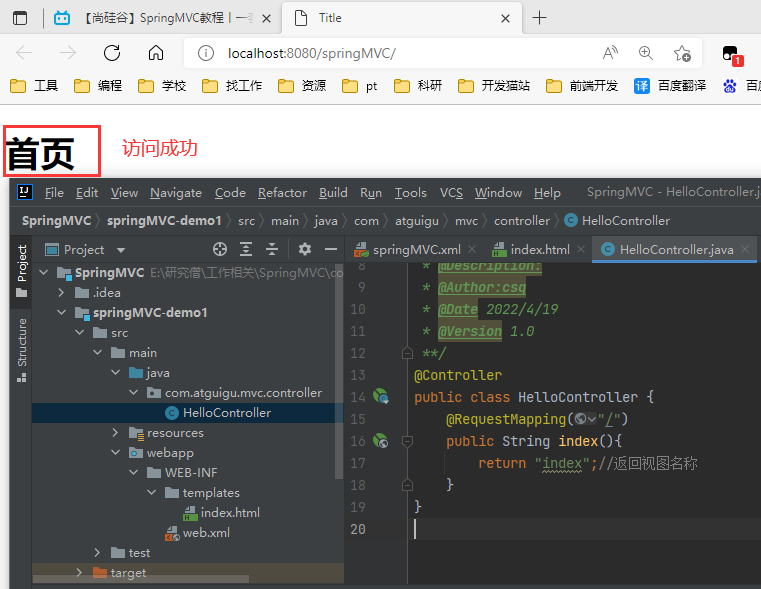 【尚硅谷】SpringMVC教程丨一
Title
localhost:8080/springMVC/
1
工具 编程 学校 找工作 资源 pt 科研 开发猫站 前端开发 译 百度翻译
首页 访问成功
File Edit View Navigate Code Refactor Build Run Tools VCS Window Help SpringMVC - HelloController.j
SpringMVC springMVC-demo1 src main java com atguigu mvc controller HelloController
Project
Structure
Project
SpringMVC E:\研究僧\工作相关\SpringMVC\co
.idea
springMVC-demo1
src
main
java
com.atguigu.mvc.controller
HelloController
resources
webapp
WEB-INF
templates
index.html
web.xml
test
target
springMVC.xml index.html HelloController.java
8 * @Description:
9 * @Author:csq
10 * @Date 2022/4/19
11 * @Version 1.0
12 **/
13 @Controller
14 public class HelloController {
15 @RequestMapping("/")
16 public String index(){
17 return "index";//返回视图名称
18 }
19 }
20